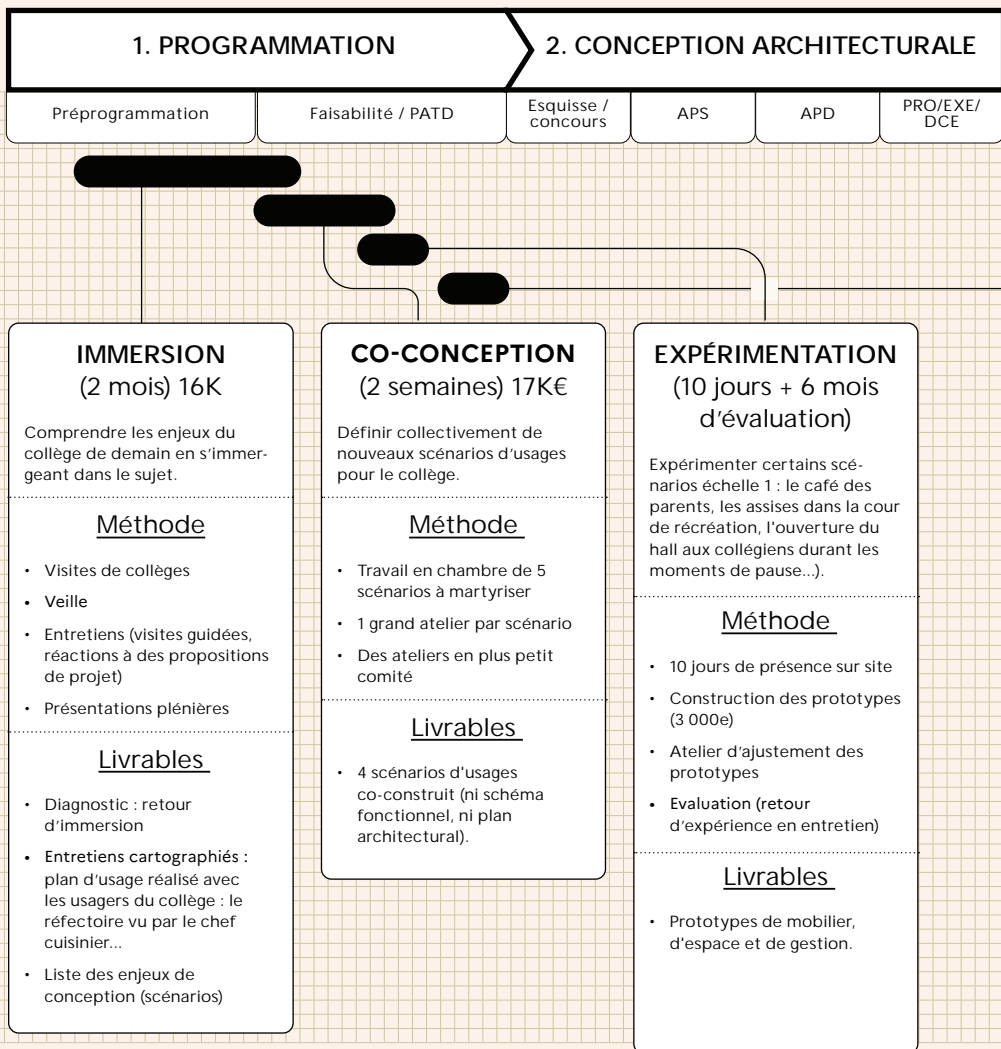 1. PROGRAMMATION
2. CONCEPTION ARCHITECTURALE
Préprogrammation
Faisabilité / PATD
Esquisse /
concours
APS
APD
PRO/EXE/
DCE
IMMERSION
(2 mois) 16K
Comprendre les enjeux du
collège de demain en s'immer-
geant dans le sujet.
Méthode
• Visites de collèges
• Veille
• Entretiens (visites guidées,
réactions à des propositions
de projet)
• Présentations plénières
Livrables
• Diagnostic : retour
d'immersion
• Entretiens cartographiés :
plan d'usage réalisé avec
les usagers du collège : le
réfectoire vu par le chef
cuisinier...
• Liste des enjeux de
conception (scénarios)
CO-CONCEPTION
(2 semaines) 17K€
Définir collectivement de
nouveaux scénarios d'usages
pour le collège.
Méthode
• Travail en chambre de 5
scénarios à martyriser
• 1 grand atelier par scénario
• Des ateliers en plus petit
comité
Livrables
• 4 scénarios d'usages
co-construit (ni schéma
fonctionnel, ni plan
architectural).
EXPÉRIMENTATION
(10 jours + 6 mois
d'évaluation)
Expérimenter certains scé-
narios échelle 1 : le café des
parents, les assises dans la cour
de récréation, l'ouverture du
hall aux collégiens durant les
moments de pause...).
Méthode
• 10 jours de présence sur site
• Construction des prototypes
(3 000e)
• Atelier d'ajustement des
prototypes
• Evaluation (retour
d'expérience en entretien)
Livrables
• Prototypes de mobilier,
d'espace et de gestion.